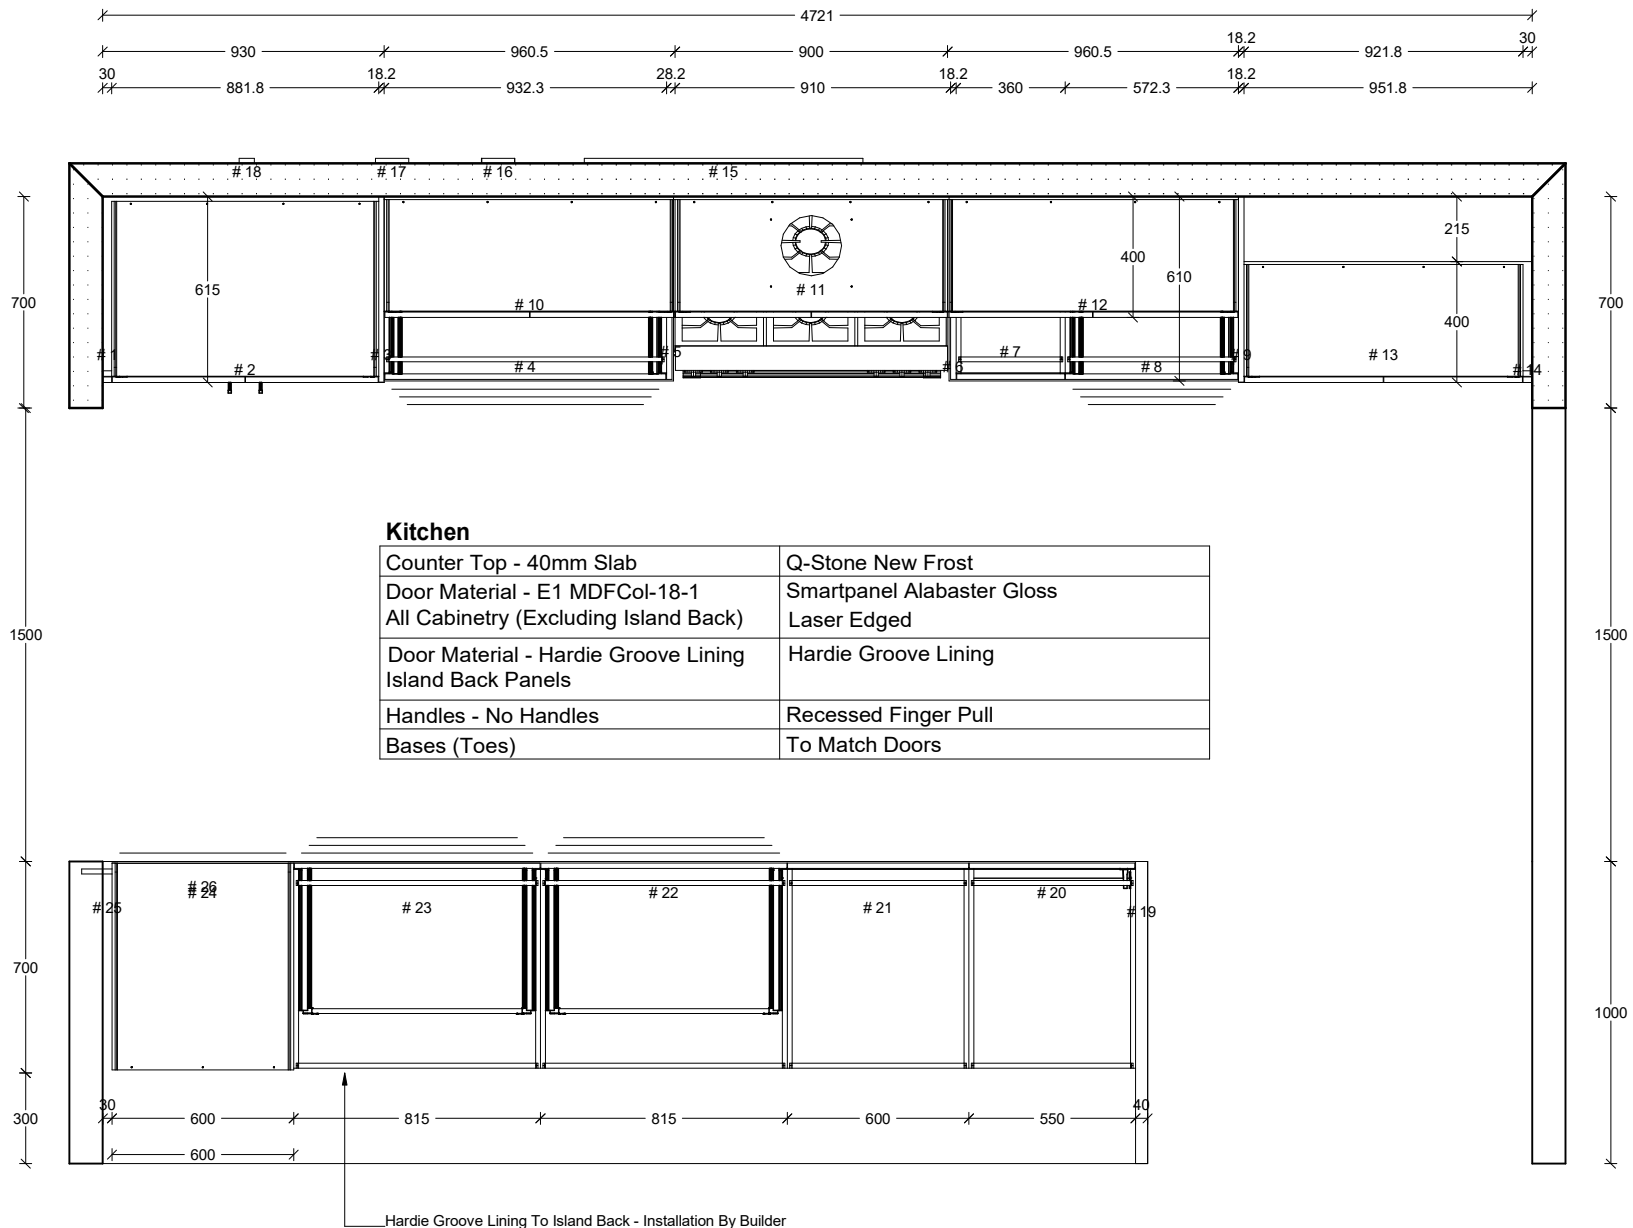 4721
930 960.5 900 960.5 18.2 921.8 30
30 881.8 18.2 932.3 28.2 910 18.2 360 572.3 18.2 951.8
# 18 # 17 # 16 # 15
700 615 # 10 # 11 400 610 # 12 215 400 700
# 1 # 2 # 3 # 4 # 5 # 6 # 7 # 8 # 9 # 13 # 14
Kitchen
Counter Top - 40mm Slab Q-Stone New Frost
Door Material - E1 MDFCol-18-1 Smartpanel Alabaster Gloss
All Cabinetry (Excluding Island Back) Laser Edged
Door Material - Hardie Groove Lining Hardie Groove Lining
Island Back Panels
Handles - No Handles Recessed Finger Pull
Bases (Toes) To Match Doors
1500 1500
# 26
# 24
# 25 # 23 # 22 # 21 # 20 # 19
700 1000
300 30 600 815 815 600 550 40
600
Hardie Groove Lining To Island Back - Installation By Builder